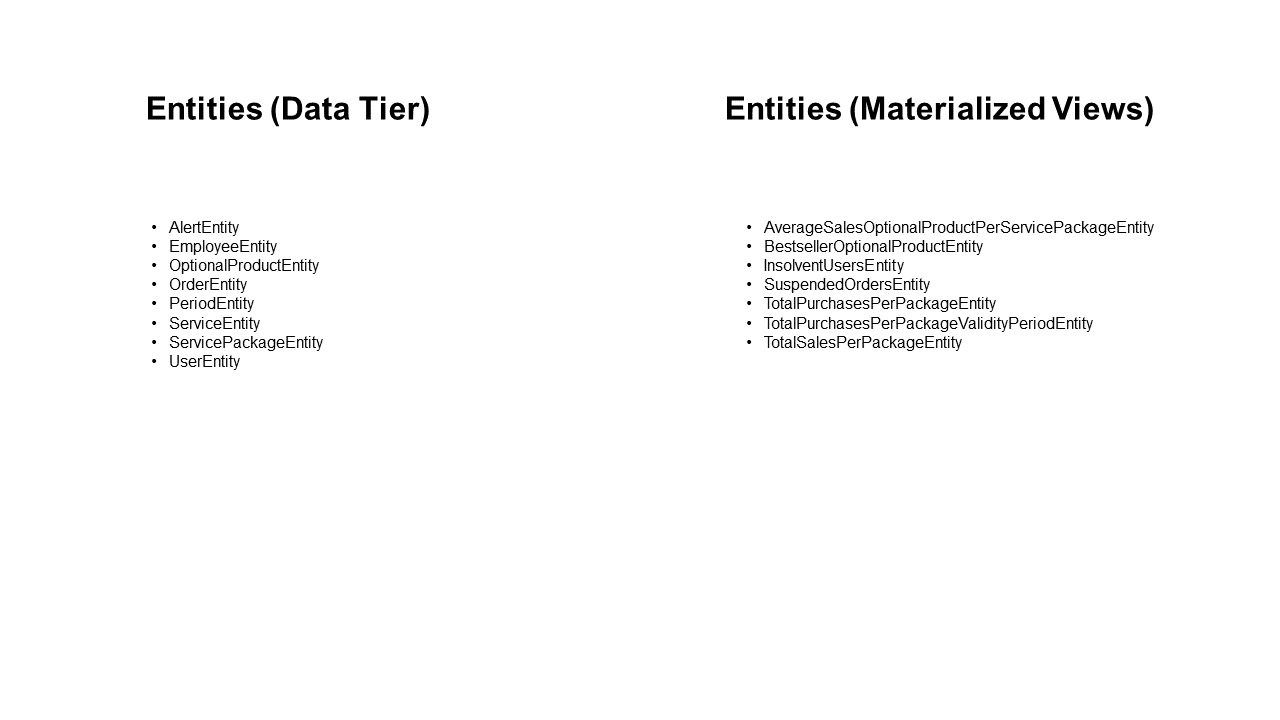 Entities (Data Tier)
• AlertEntity
• EmployeeEntity
• OptionalProductEntity
• OrderEntity
• PeriodEntity
• ServiceEntity
• ServicePackageEntity
• UserEntity
Entities (Materialized Views)
• AverageSalesOptionalProductPerServicePackageEntity
• BestsellerOptionalProductEntity
• InsolventUsersEntity
• SuspendedOrdersEntity
• TotalPurchasesPerPackageEntity
• TotalPurchasesPerPackageValidityPeriodEntity
• TotalSalesPerPackageEntity